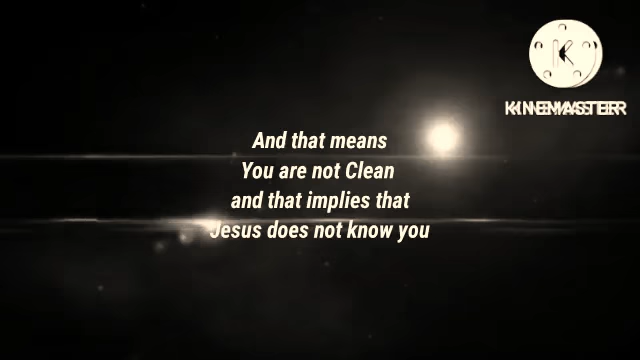 KINEMASTER
And that means
You are not Clean
and that implies that
Jesus does not know you